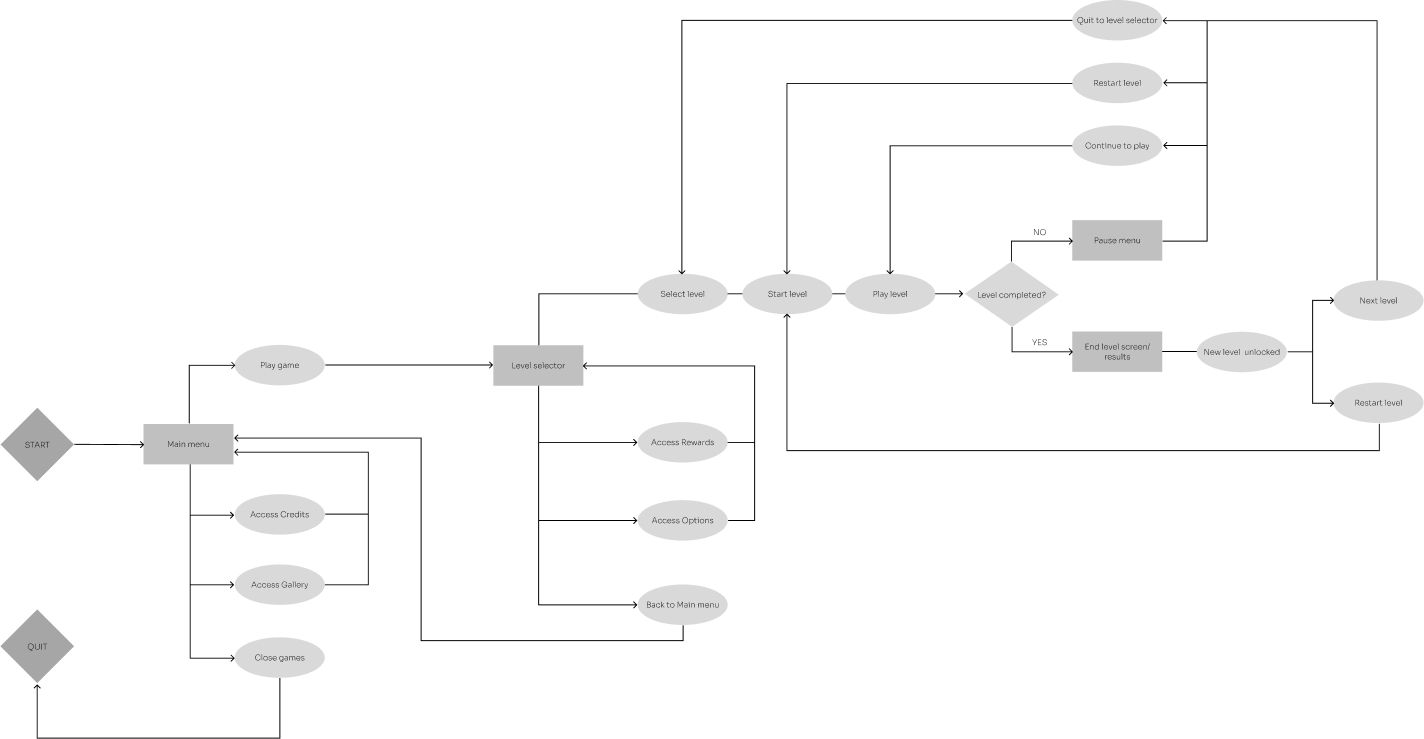 Quit to level selector
Restart level
Continue to play
NO
Pause menu
Select level
Start level
Play level
Level completed?
Next level
YES
End level screen/
results
New level unlocked
Play game
Level selector
Restart level
START
Main menu
Access Rewards
Access Credits
Access Options
Access Gallery
Back to Main menu
QUIT
Close games